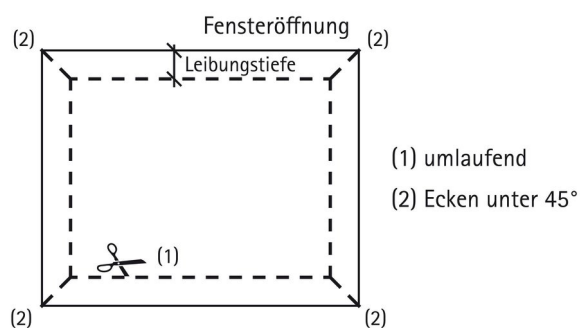 Fensteröffnung
(2) (2)
Leibungstiefe
(1) umlaufend
(2) Ecken unter 45°
(1)
(2) (2)